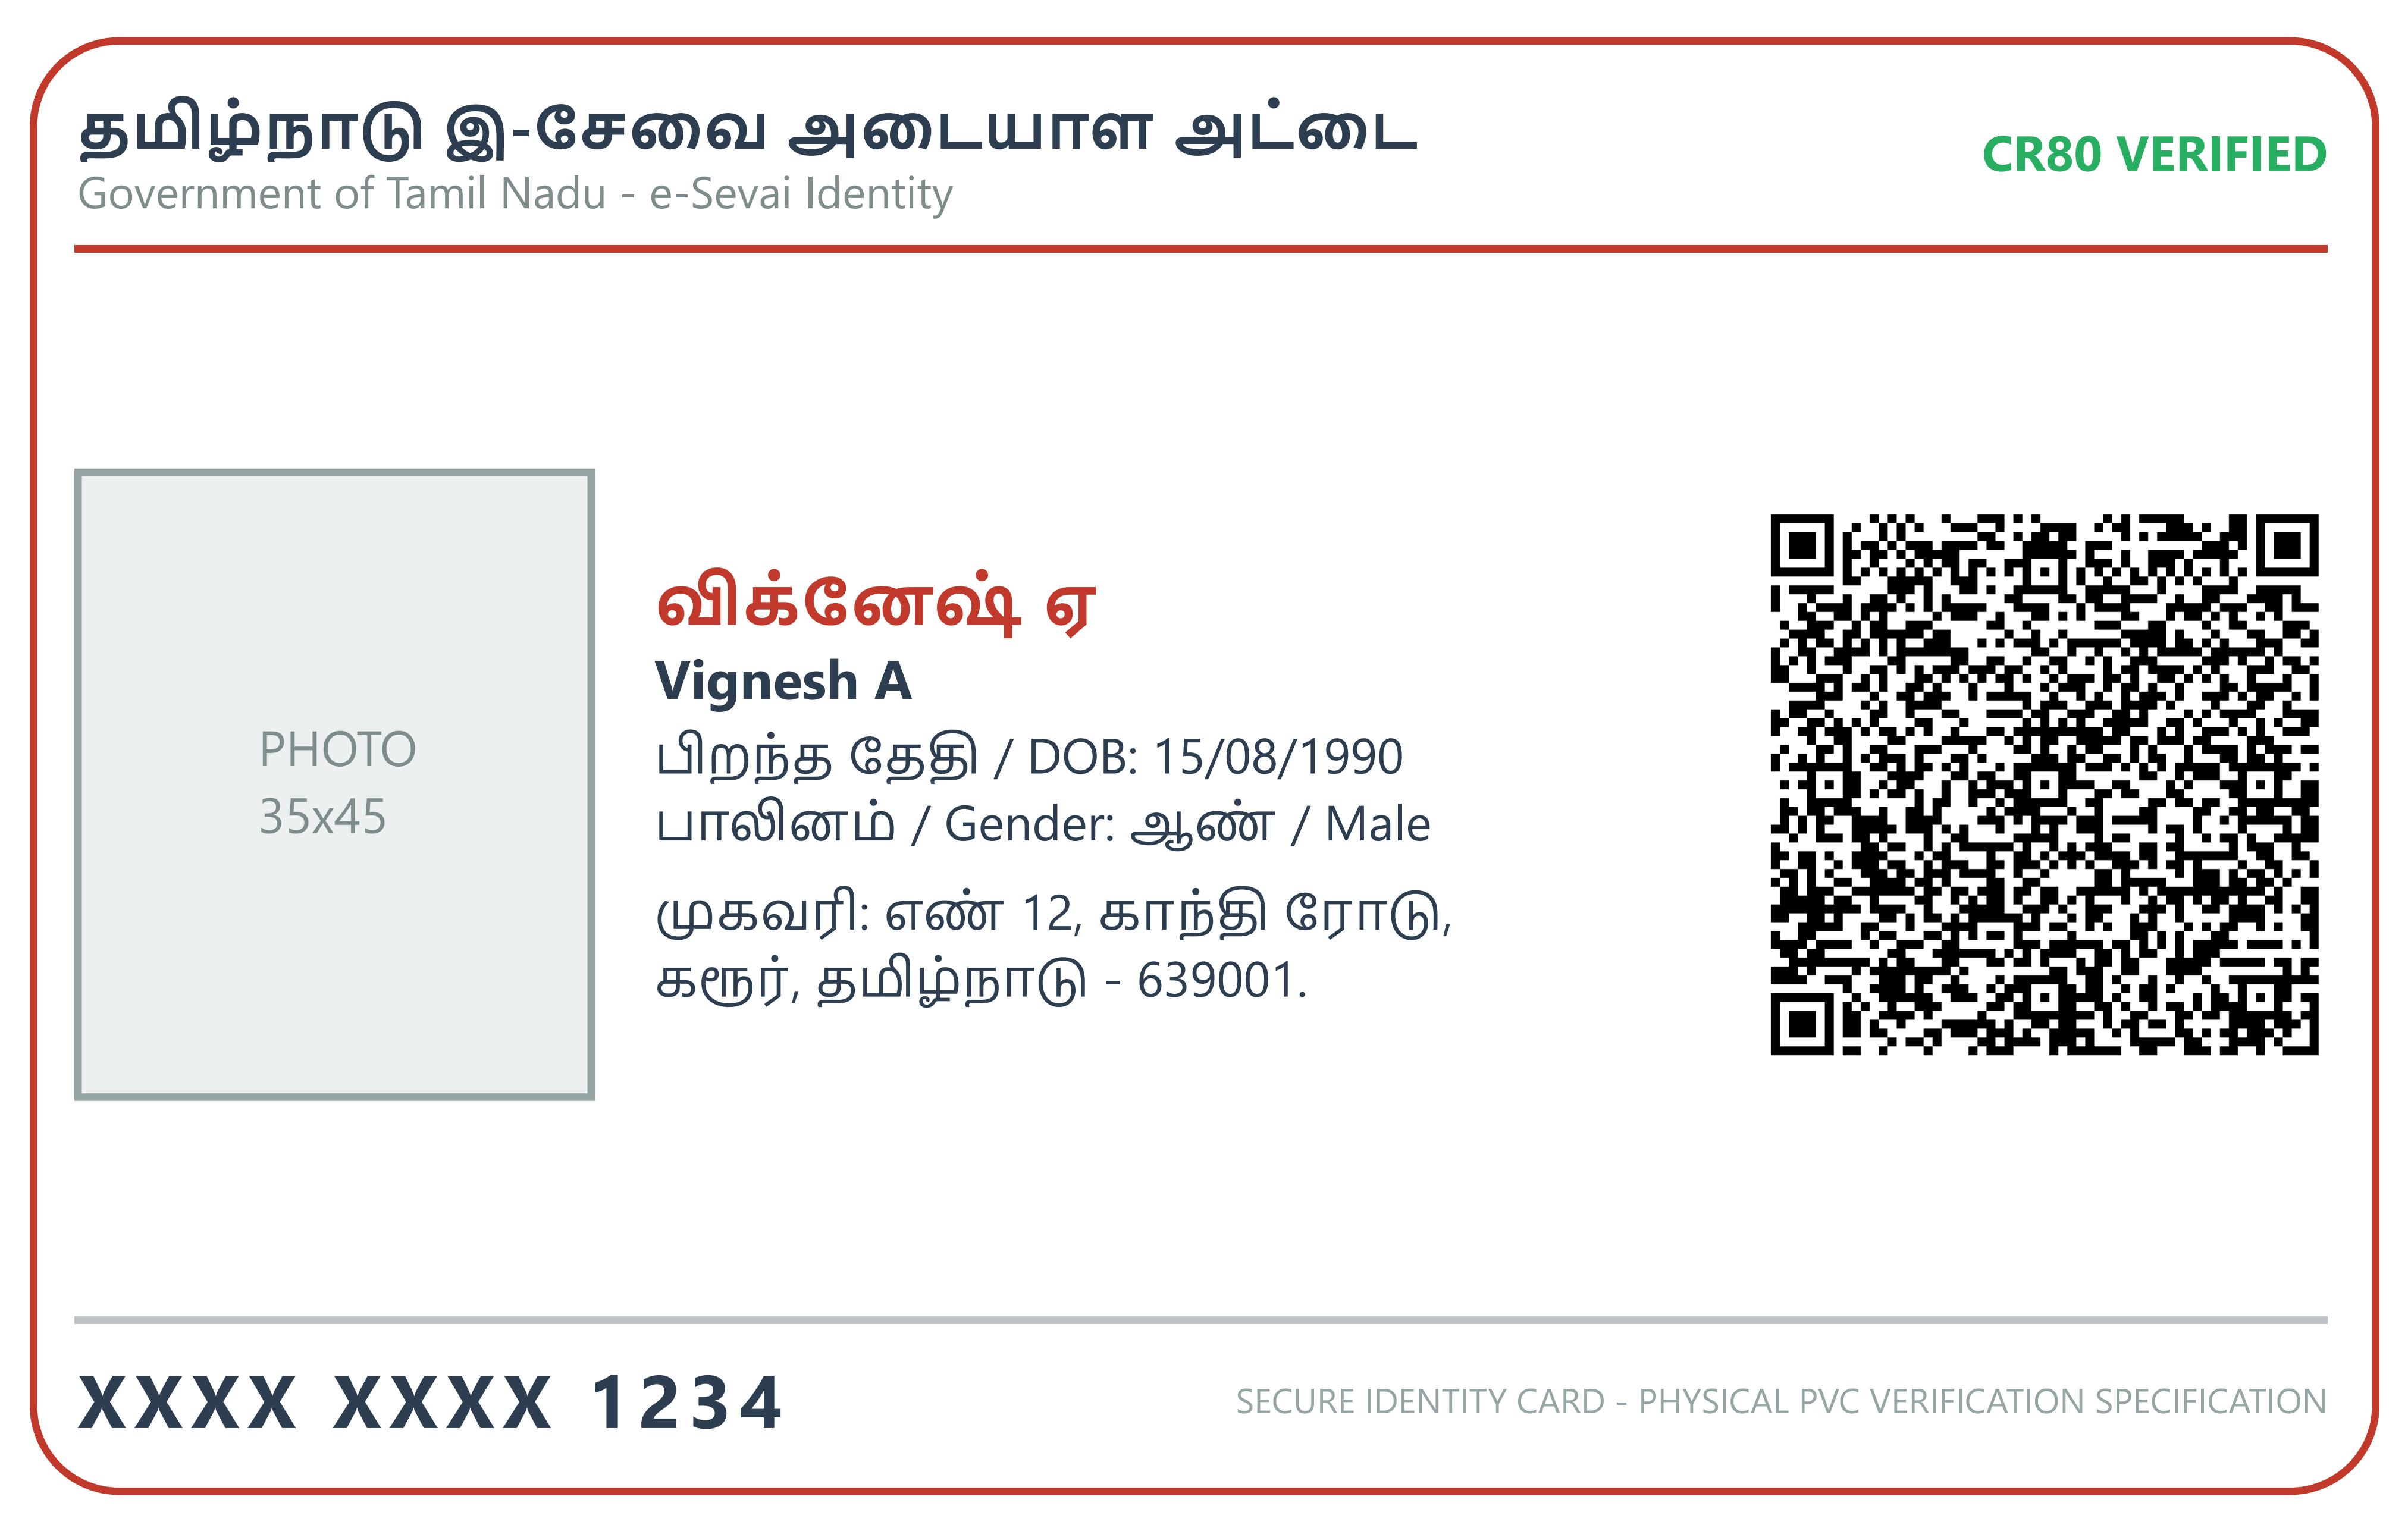 தமிழ்நாடு இ-சேவை அடையாள அட்டை
Government of Tamil Nadu - e-Sevai Identity
CR80 VERIFIED
PHOTO
35x45
விக்னேஷ் ஏ
Vignesh A
பிறந்த தேதி / DOB: 15/08/1990
பாலினம் / Gender: ஆண் / Male
முகவரி: எண் 12, காந்தி ரோடு,
கரூர், தமிழ்நாடு - 639001.
XXXX XXXX 1234
SECURE IDENTITY CARD - PHYSICAL PVC VERIFICATION SPECIFICATION